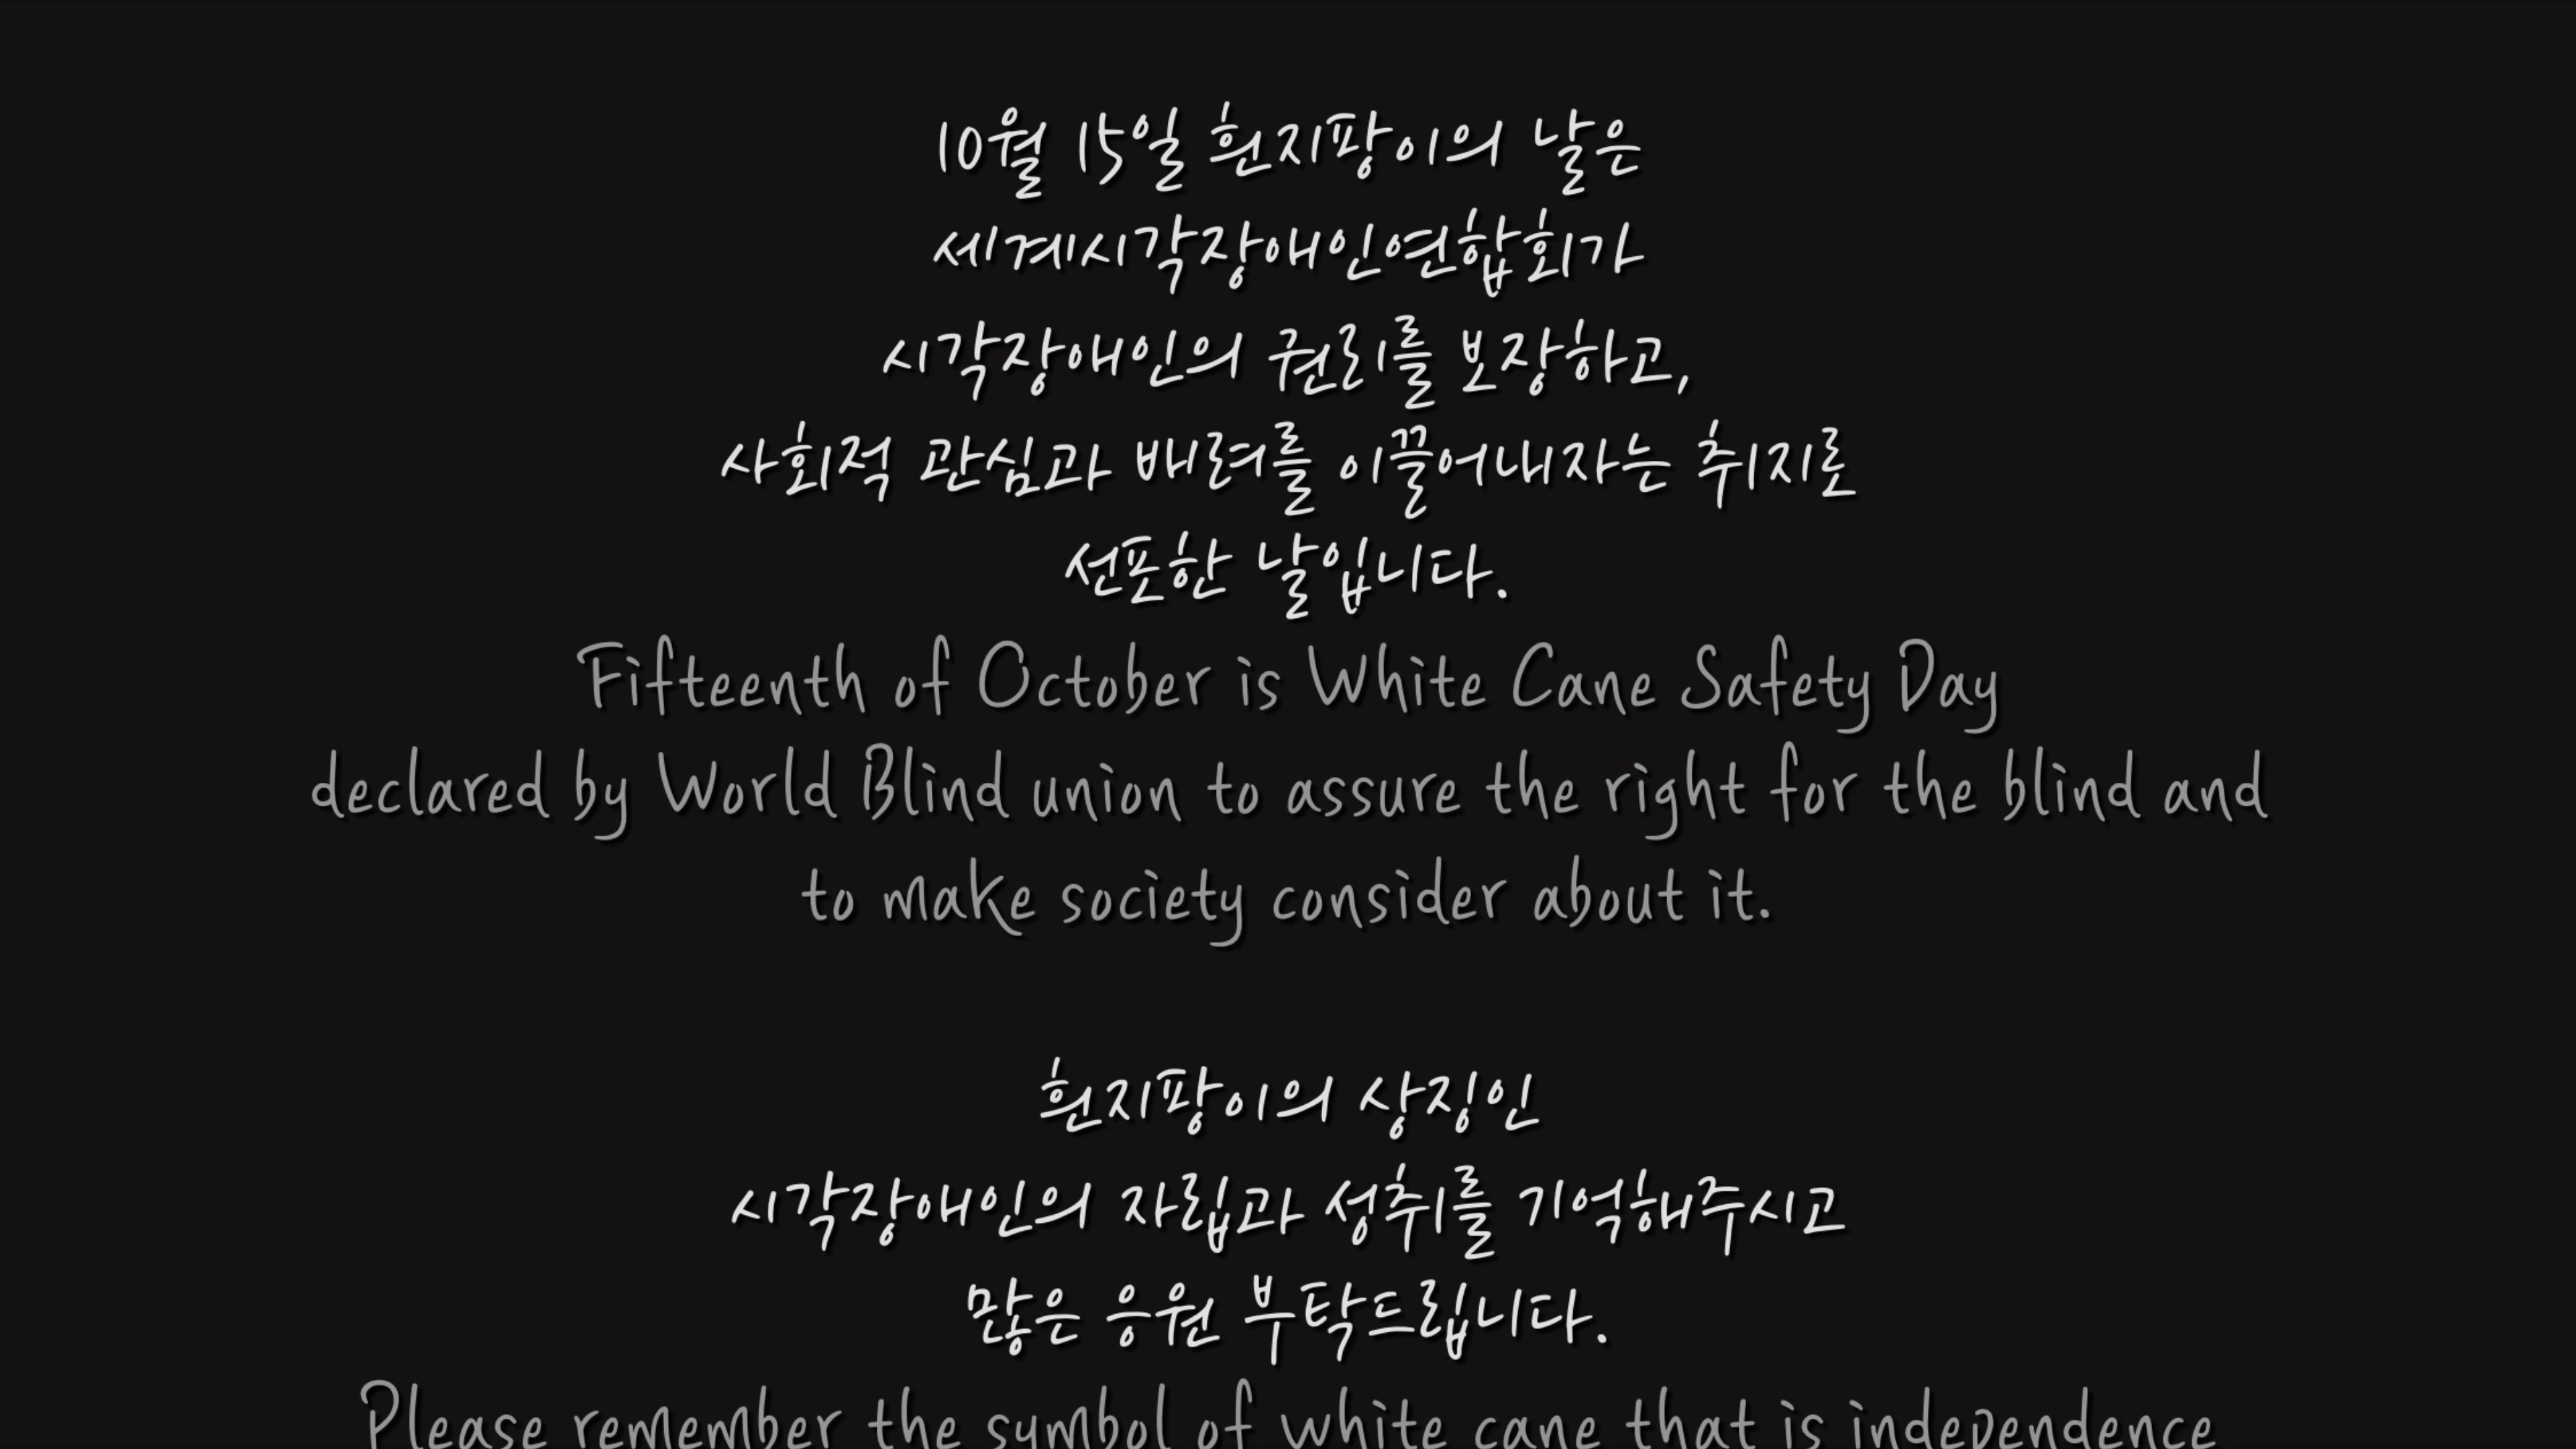 10월 15일 흰지팡이의 날은
세계시각장애인연합회가
시각장애인의 권리를 보장하고,
사회적 관심과 배려를 이끌어내자는 취지로
선포한 날입니다.
Fifteenth of October is White Cane Safety Day
declared by World Blind union to assure the right for the blind and
to make society consider about it.
흰지팡이의 상징인
시각장애인의 자립과 성취를 기억해주시고
많은 응원 부탁드립니다.
Please remember the symbol of white cane that is independence